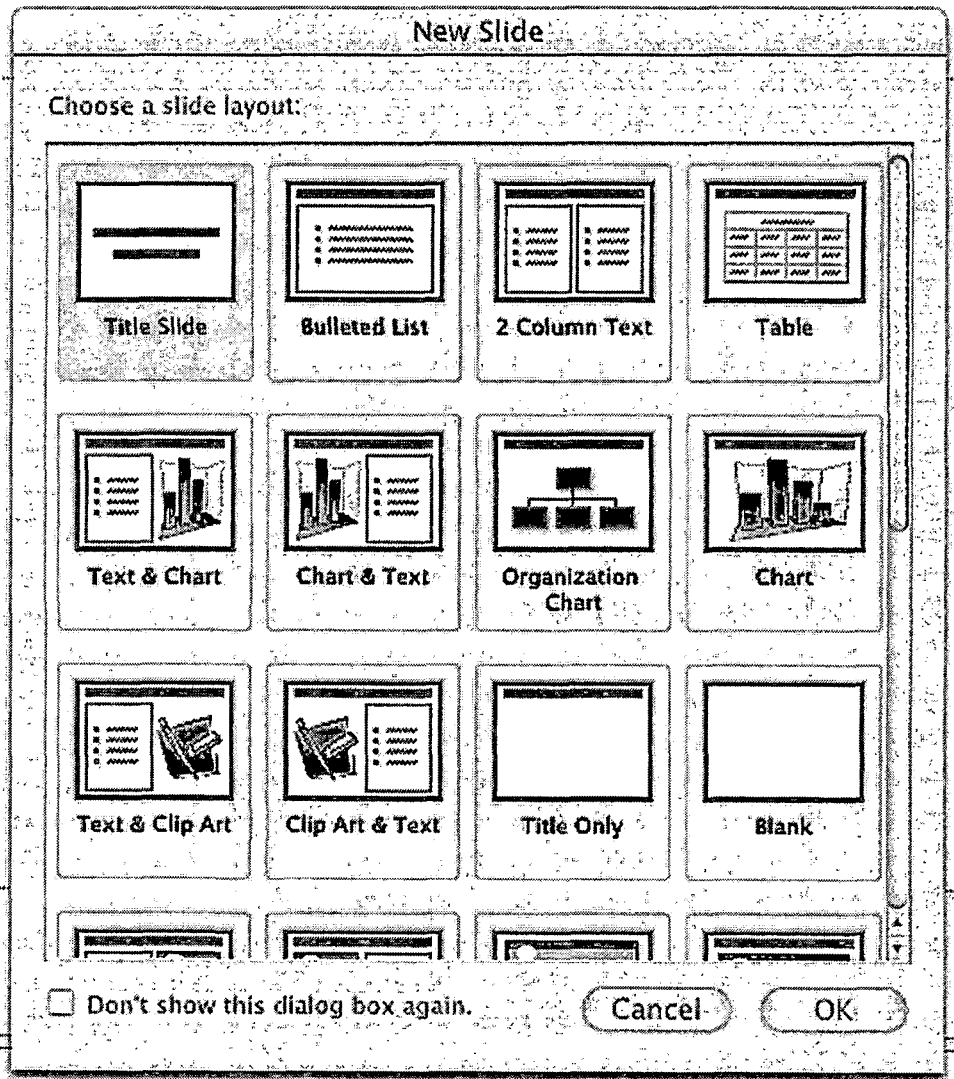 New Slide
Choose a slide layout:
Title Slide
Bulleted List
2 Column Text
Table
Text & Chart
Chart & Text
Organization
Chart
Chart
Text & Clip Art
Clip Art & Text
Title Only
Blank
Don't show this dialog box again.
Cancel
OK